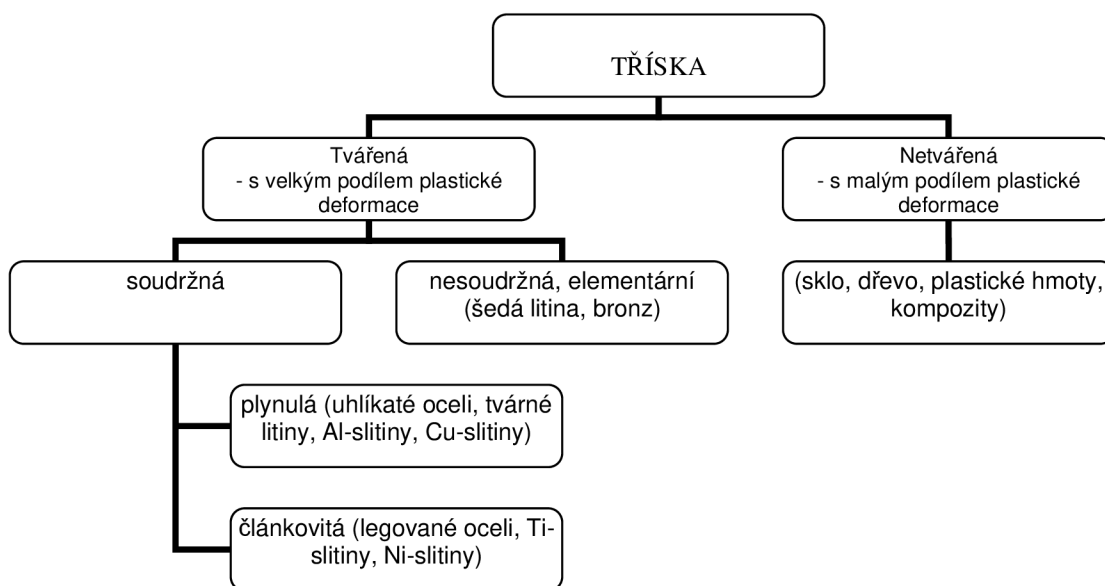 TŘÍSKA
Tvářená
- s velkým podílem plastické
deformace
Netvářená
- s malým podílem plastické
deformace
soudržná
nesoudržná, elementární
(šedá litina, bronz)
(sklo, dřevo, plastické hmoty,
kompozity)
plynulá (uhlíkaté oceli, tvárné
litiny, Al-slitiny, Cu-slitiny)
článkovitá (legované oceli, Ti-
slitiny, Ni-slitiny)